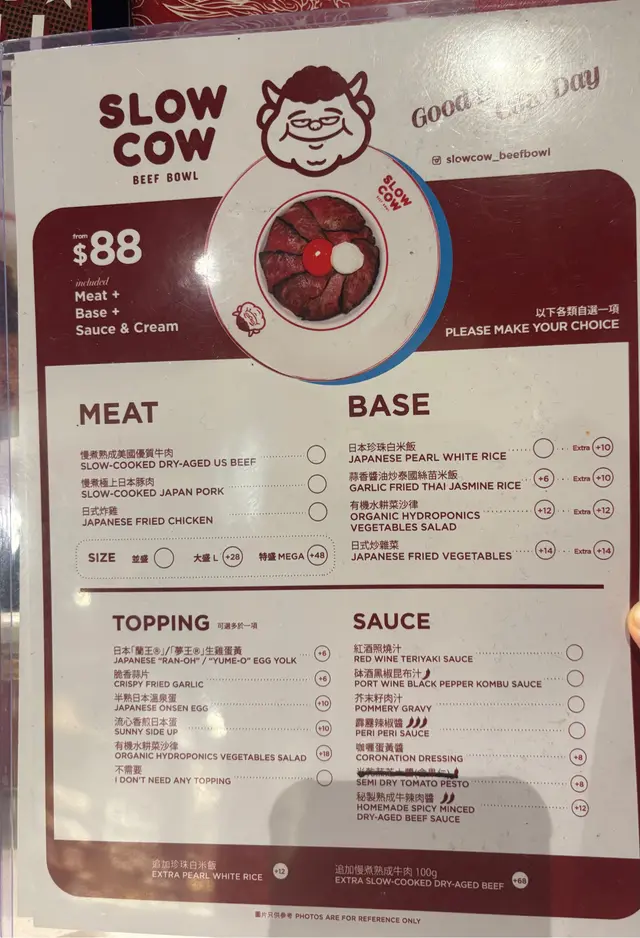 SLOW
COW
BEEF BOWL
Good
Cow Day
slowcow_beefbowl
SLOW
COW
from
$88
included
Meat +
Base +
Sauce & Cream
以下各類自選一項
PLEASE MAKE YOUR CHOICE
MEAT
慢煮熟成美國優質牛肉
SLOW-COOKED DRY-AGED US BEEF
慢煮極上日本豚肉
SLOW-COOKED JAPAN PORK
日式炸雞
JAPANESE FRIED CHICKEN
SIZE 並盛 大盛 L +28 特盛 MEGA +48
BASE
日本珍珠白米飯
JAPANESE PEARL WHITE RICE Extra +10
蒜香醬油炒泰國絲苗米飯
GARLIC FRIED THAI JASMINE RICE +6 Extra +10
有機水耕菜沙律
ORGANIC HYDROPONICS +12 Extra +12
VEGETABLES SALAD
日式炒雜菜
JAPANESE FRIED VEGETABLES +14 Extra +14
TOPPING 可選多於一項
日本「蘭王®」/「夢王®」生雞蛋黃
JAPANESE "RAN-OH" / "YUME-O" EGG YOLK +6
脆香蒜片
CRISPY FRIED GARLIC +6
半熟日本溫泉蛋
JAPANESE ONSEN EGG +10
流心香煎日本蛋
SUNNY SIDE UP +10
有機水耕菜沙律
ORGANIC HYDROPONICS VEGETABLES SALAD +18
不需要
I DON'T NEED ANY TOPPING
SAUCE
紅酒照燒汁
RED WINE TERIYAKI SAUCE
砵酒黑椒昆布汁
PORT WINE BLACK PEPPER KOMBU SAUCE
芥末籽肉汁
POMMERY GRAVY
霹靂辣椒醬
PERI PERI SAUCE
咖喱蛋黃醬
CORONATION DRESSING +8
SEMI DRY TOMATO PESTO +8
秘製熟成牛辣肉醬
HOMEMADE SPICY MINCED +12
DRY-AGED BEEF SAUCE
追加珍珠白米飯
EXTRA PEARL WHITE RICE +12
追加慢煮熟成牛肉 100g
EXTRA SLOW-COOKED DRY-AGED BEEF +68
圖片只供參考 PHOTOS ARE FOR REFERENCE ONLY